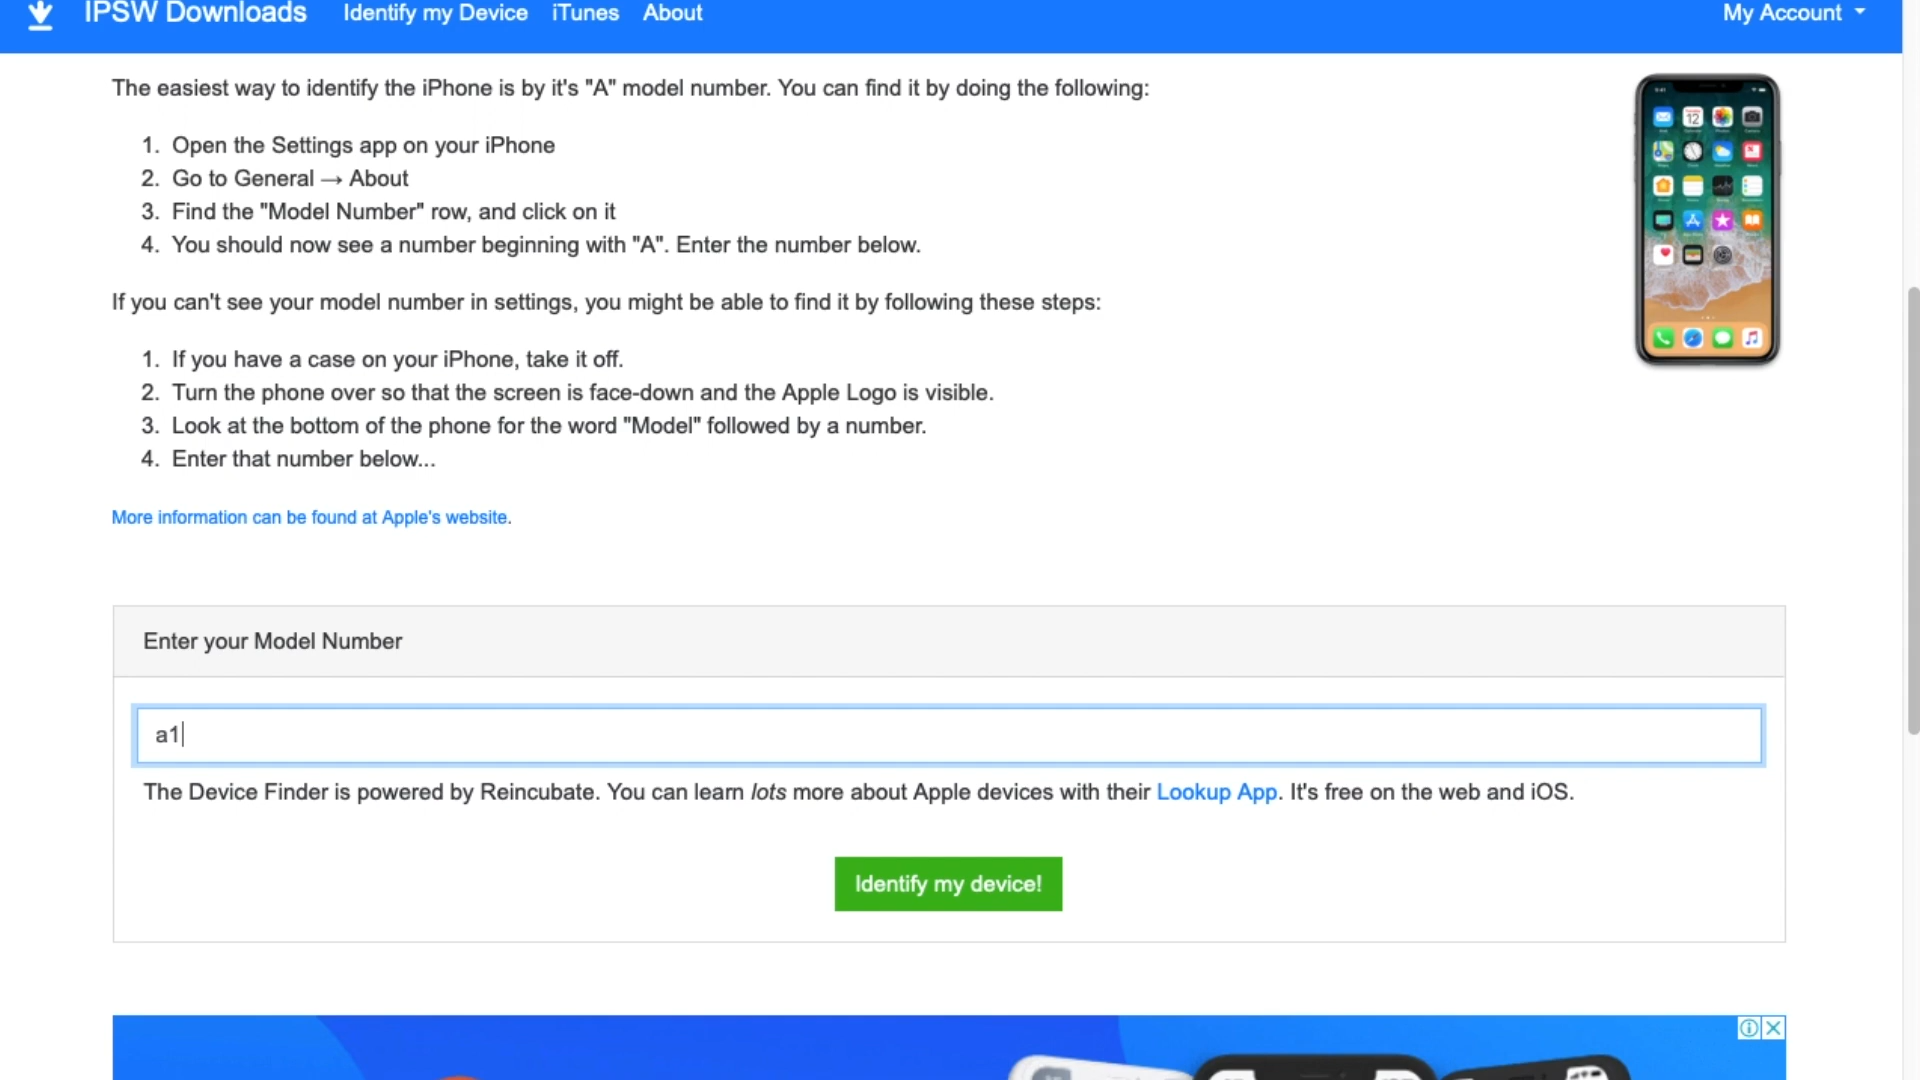 IPSW Downloads Identify my Device iTunes About My Account
The easiest way to identify the iPhone is by it's "A" model number. You can find it by doing the following:
1. Open the Settings app on your iPhone
2. Go to General → About
3. Find the "Model Number" row, and click on it
4. You should now see a number beginning with "A". Enter the number below.
If you can't see your model number in settings, you might be able to find it by following these steps:
1. If you have a case on your iPhone, take it off.
2. Turn the phone over so that the screen is face-down and the Apple Logo is visible.
3. Look at the bottom of the phone for the word "Model" followed by a number.
4. Enter that number below...
More information can be found at Apple's website.
Enter your Model Number
a1
The Device Finder is powered by Reincubate. You can learn lots more about Apple devices with their Lookup App. It's free on the web and iOS.
Identify my device!